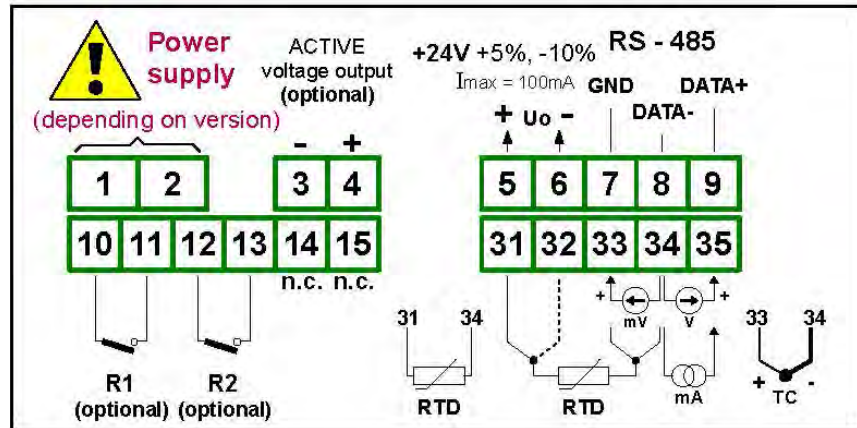 Power
supply
(depending on version)
ACTIVE
voltage output
(optional)
- +
+24V +5%, -10%
Imax = 100mA
+ Uo -
RS - 485
GND DATA+
DATA-
1 2 3 4 5 6 7 8 9
10 11 12 13 14 15 31 32 33 34 35
n.c. n.c.
R1
(optional)
R2
(optional)
31 34
RTD
RTD
+ mV
V +
mA
33 34
+ TC -